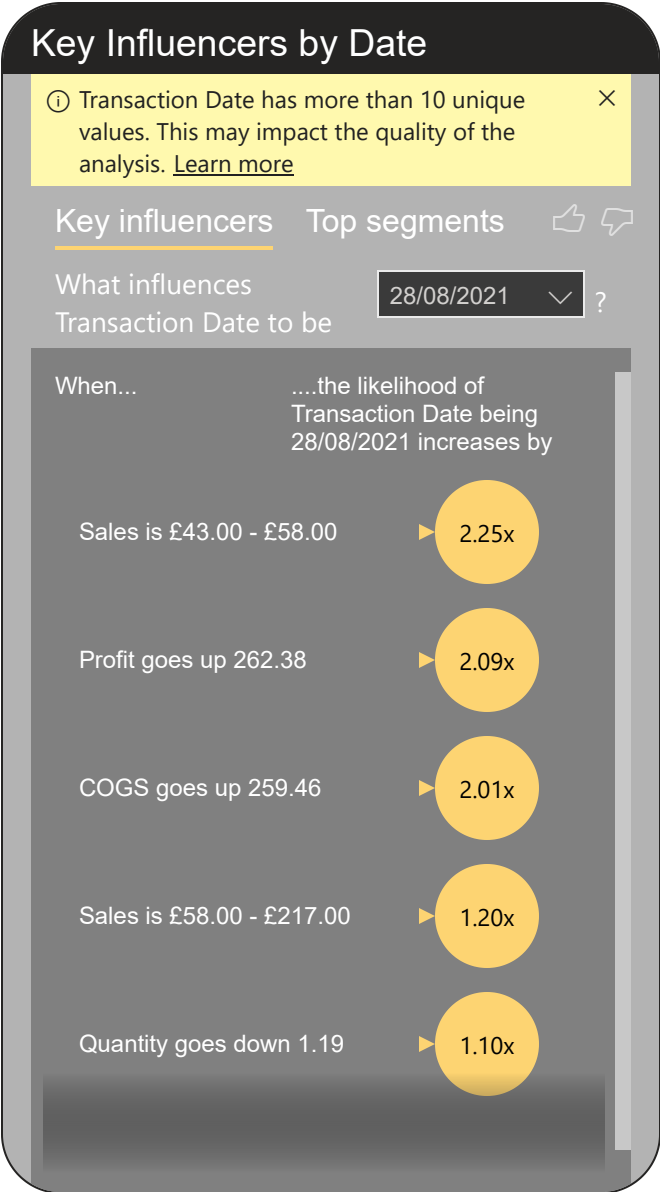 Key Influencers by Date
Transaction Date has more than 10 unique
values. This may impact the quality of the
analysis. Learn more
Key influencers Top segments
What influences
Transaction Date to be
28/08/2021
?
When...
....the likelihood of
Transaction Date being
28/08/2021 increases by
Sales is £43.00 - £58.00 2.25x
Profit goes up 262.38 2.09x
COGS goes up 259.46 2.01x
Sales is £58.00 - £217.00 1.20x
Quantity goes down 1.19 1.10x